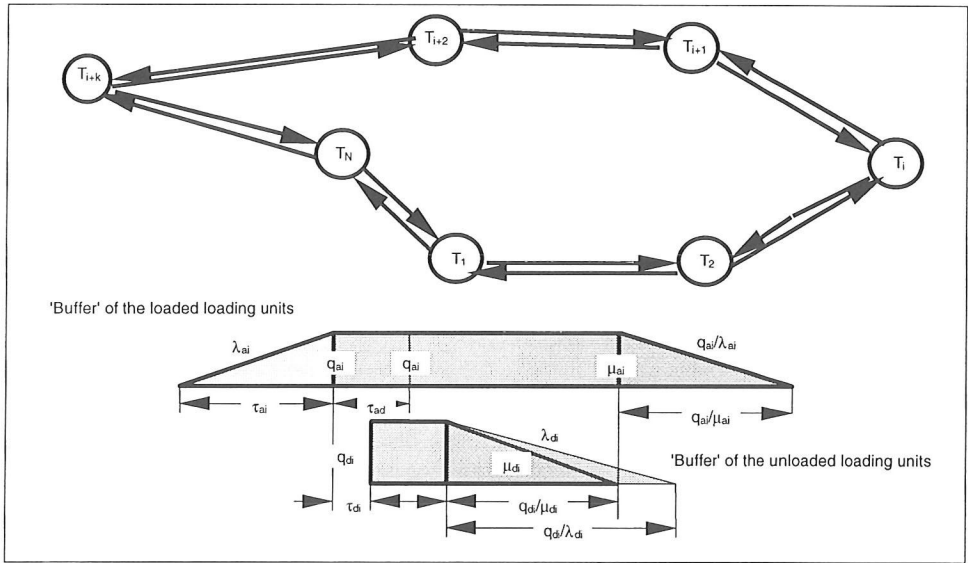 T_{i+2}
T_{i+1}
T_{i+k}
T_N
T_i
T_1
T_2
'Buffer' of the loaded loading units
λ_{ai}
q_{ai}/λ_{ai}
q_{ai}
q_{ai}
μ_{ai}
τ_{ai}
τ_{ad}
q_{ai}/μ_{ai}
λ_{di}
q_{di}
μ_{di}
'Buffer' of the unloaded loading units
τ_{di}
q_{di}/μ_{di}
q_{di}/λ_{di}